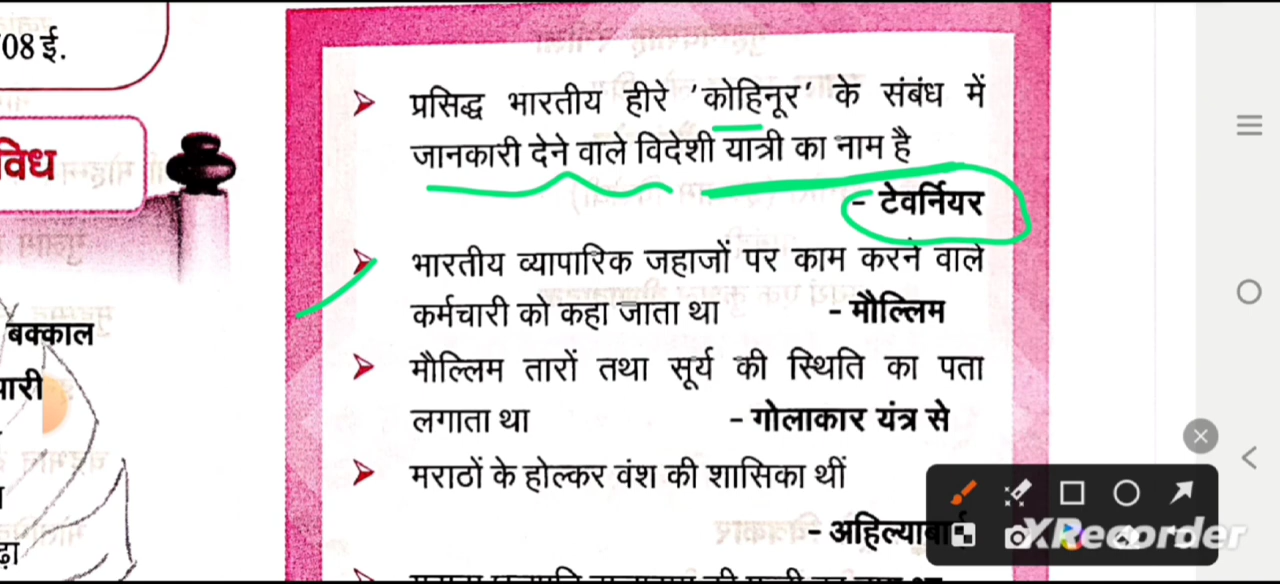 08 ई.
विध
बक्काल
प्रसिद्ध भारतीय हीरे 'कोहिनूर' के संबंध में
जानकारी देने वाले विदेशी यात्री का नाम है
- टेवर्नियर
भारतीय व्यापारिक जहाजों पर काम करने वाले
कर्मचारी को कहा जाता था - मौल्लिम
मौल्लिम तारों तथा सूर्य की स्थिति का पता
लगाता था - गोलाकार यंत्र से
मराठों के होल्कर वंश की शासिका थीं
- अहिल्याबाई
XRecorder